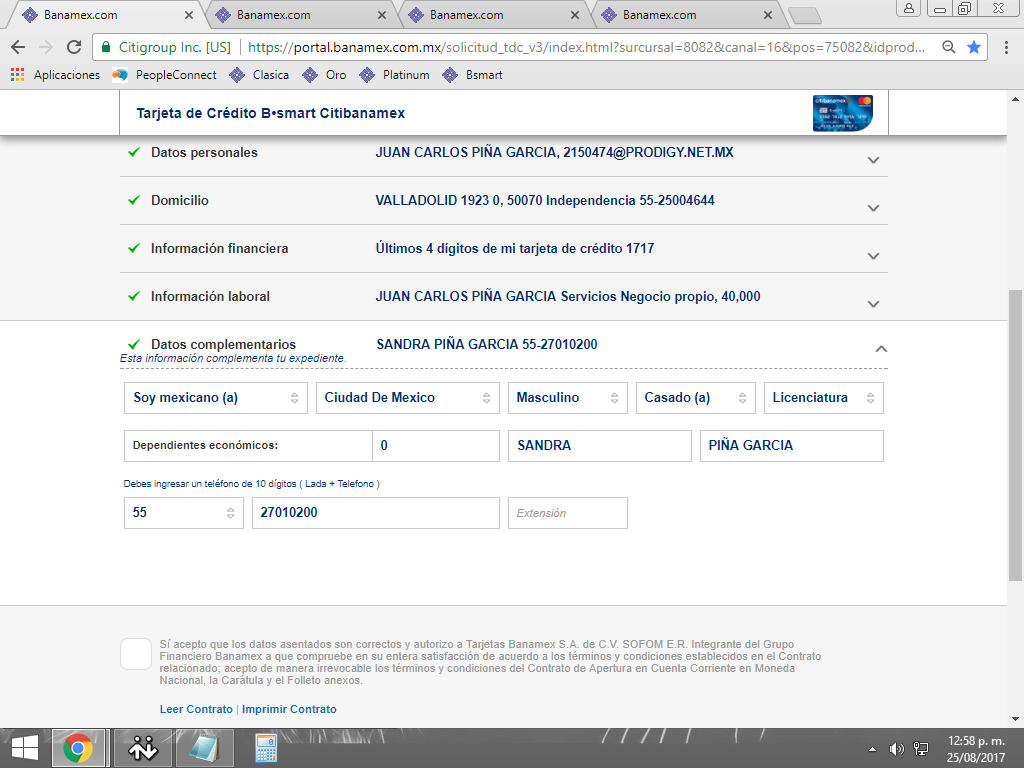 Banamex.com Banamex.com Banamex.com Banamex.com
Citigroup Inc. [US] https://portal.banamex.com.mx/solicitud_tdc_v3/index.html?surcursal=8082&canal=16&pos=75082&idprod...
Aplicaciones PeopleConnect Clasica Oro Platinum Bsmart
Tarjeta de Crédito B•smart Citibanamex
citibanamex
Datos personales JUAN CARLOS PIÑA GARCIA, 2150474@PRODIGY.NET.MX
Domicilio VALLADOLID 1923 0, 50070 Independencia 55-25004644
Información financiera Últimos 4 dígitos de mi tarjeta de crédito 1717
Información laboral JUAN CARLOS PIÑA GARCIA Servicios Negocio propio, 40,000
Datos complementarios SANDRA PIÑA GARCIA 55-27010200
Esta información complementa tu expediente.
Soy mexicano (a) Ciudad De Mexico Masculino Casado (a) Licenciatura
Dependientes económicos: 0 SANDRA PIÑA GARCIA
Debes ingresar un teléfono de 10 dígitos ( Lada + Telefono )
55 27010200 Extensión
Sí acepto que los datos asentados son correctos y autorizo a Tarjetas Banamex S.A. de C.V. SOFOM E.R. Integrante del Grupo
Financiero Banamex a que compruebe en su entera satisfacción de acuerdo a los términos y condiciones establecidos en el Contrato
relacionado; acepto de manera irrevocable los términos y condiciones del Contrato de Apertura en Cuenta Corriente en Moneda
Nacional, la Carátula y el Folleto anexos.
Leer Contrato | Imprimir Contrato
12:58 p. m.
25/08/2017